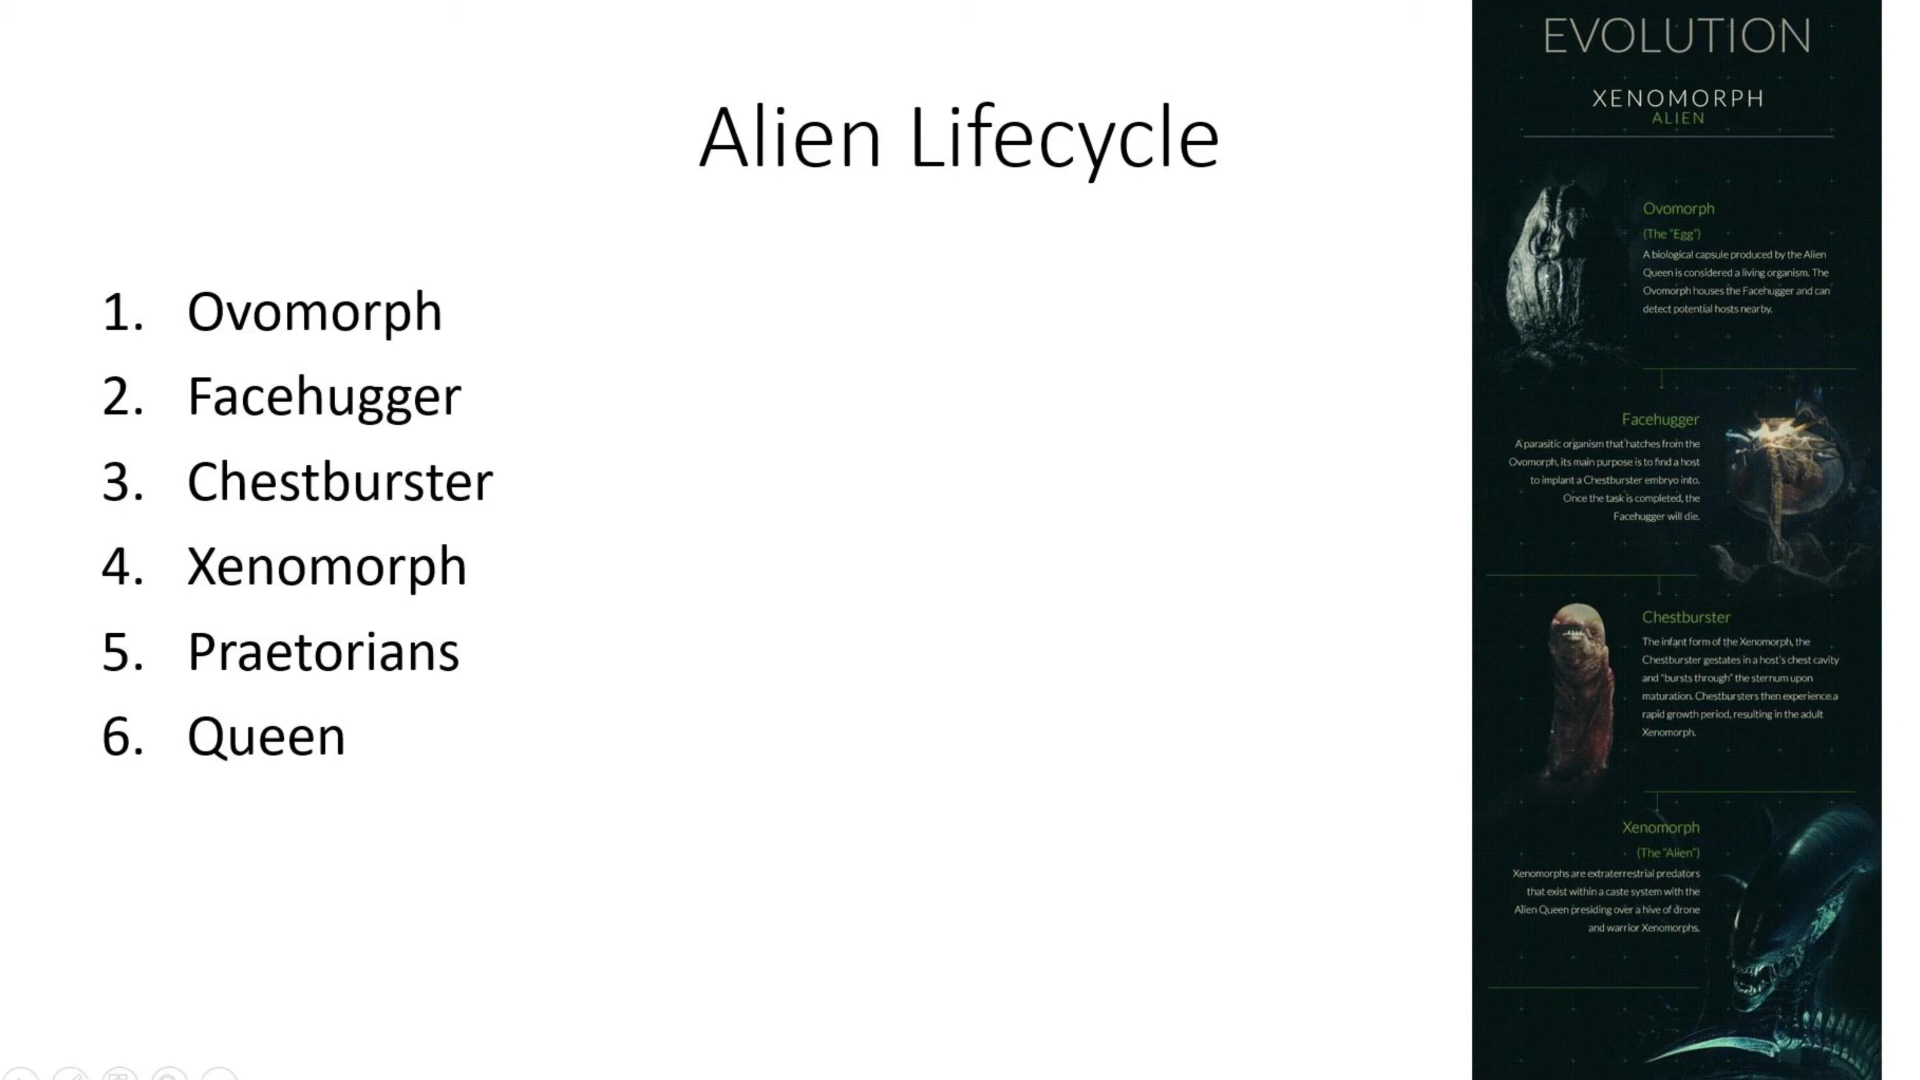 Alien Lifecycle
1. Ovomorph
2. Facehugger
3. Chestburster
4. Xenomorph
5. Praetorians
6. Queen
EVOLUTION
XENOMORPH
ALIEN
Ovomorph
(The "Egg")
A biological capsule produced by the Alien
Queen is considered a living organism. The
Ovomorph houses the Facehugger and can
detect potential hosts nearby.
Facehugger
A parasitic organism that hatches from the
Ovomorph, its main purpose is to find a host
to implant a Chestburster embryo into.
Once the task is completed, the
Facehugger will die.
Chestburster
The infant form of the Xenomorph, the
Chestburster gestates in a host's chest cavity
and "bursts through" the sternum upon
maturation. Chestbursters then experience a
rapid growth period, resulting in the adult
Xenomorph.
Xenomorph
(The "Alien")
Xenomorphs are extraterrestrial predators
that exist within a caste system with the
Alien Queen presiding over a hive of drone
and warrior Xenomorphs.